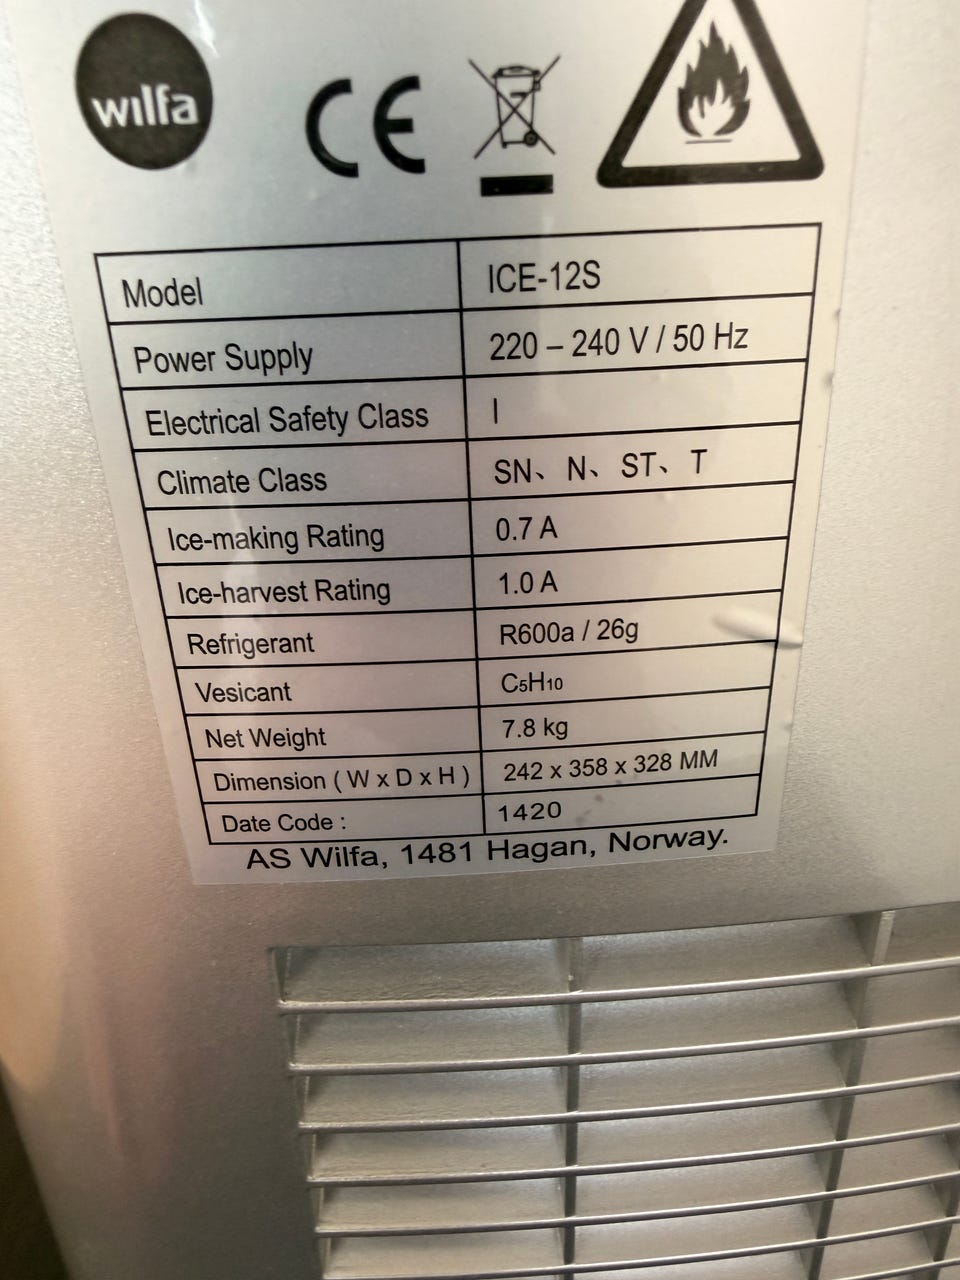 wılfa
CE
Model ICE-12S
Power Supply 220 – 240 V / 50 Hz
Electrical Safety Class I
Climate Class SN、 N、 ST、 T
Ice-making Rating 0.7 A
Ice-harvest Rating 1.0 A
Refrigerant R600a / 26g
Vesicant C₅H₁₀
Net Weight 7.8 kg
Dimension ( W x D x H ) 242 x 358 x 328 MM
Date Code : 1420
AS Wilfa, 1481 Hagan, Norway.